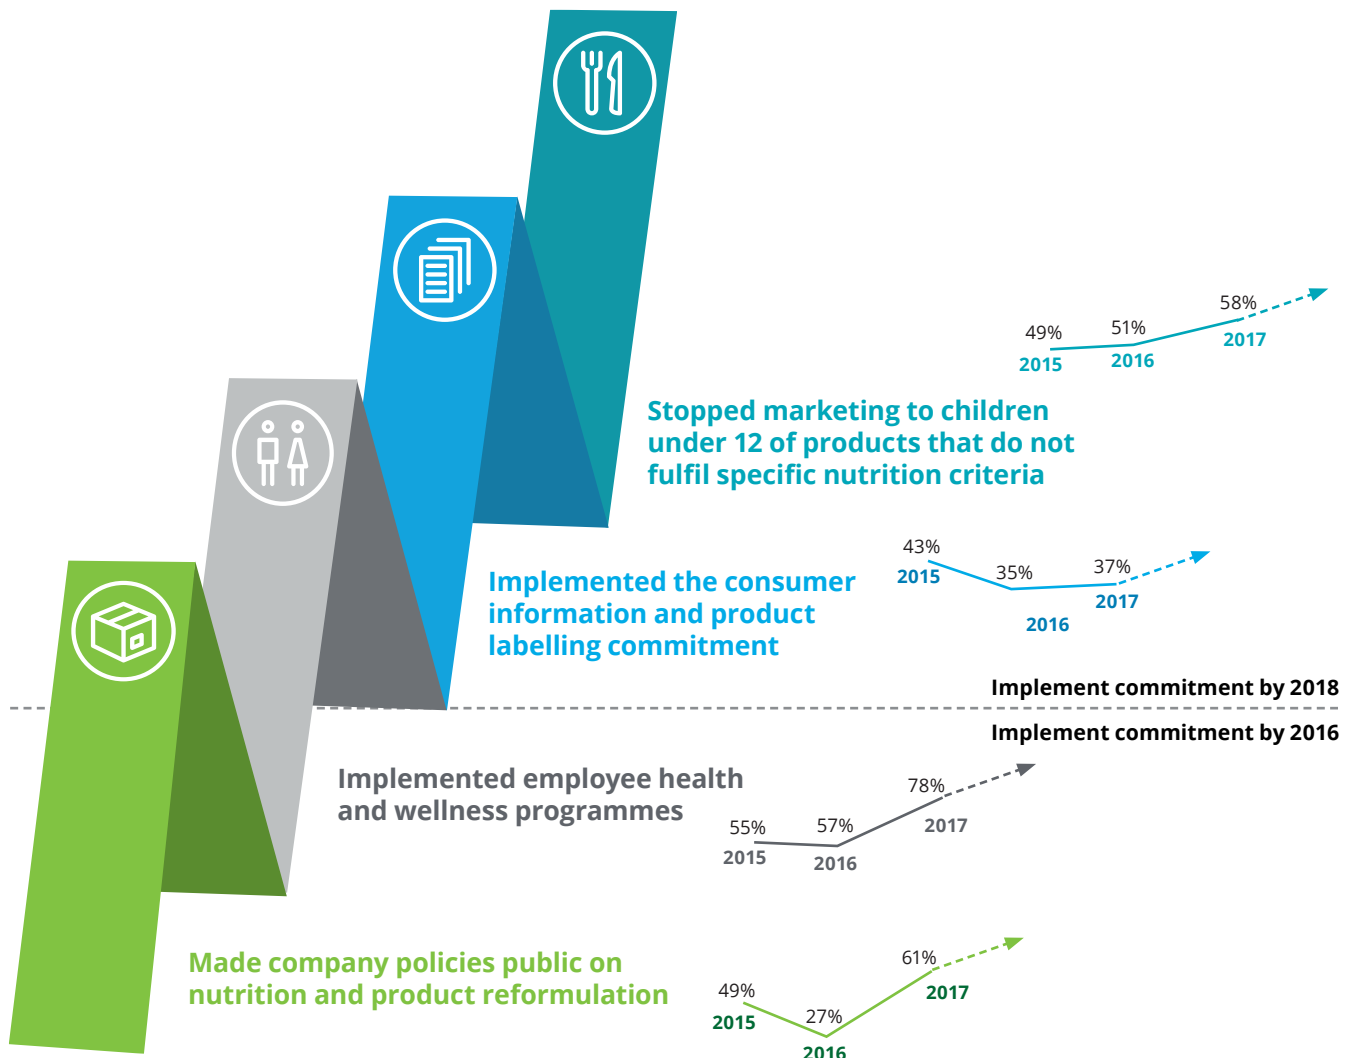 58%
49%
51%
2017
2015
2016
Stopped marketing to children
under 12 of products that do not
fulfil specific nutrition criteria
43%
35%
37%
2015
2017
2016
Implemented the consumer
information and product
labelling commitment
Implement commitment by 2018
Implement commitment by 2016
Implemented employee health
and wellness programmes
78%
55%
57%
2017
2015
2016
Made company policies public on
nutrition and product reformulation
61%
49%
27%
2017
2015
2016